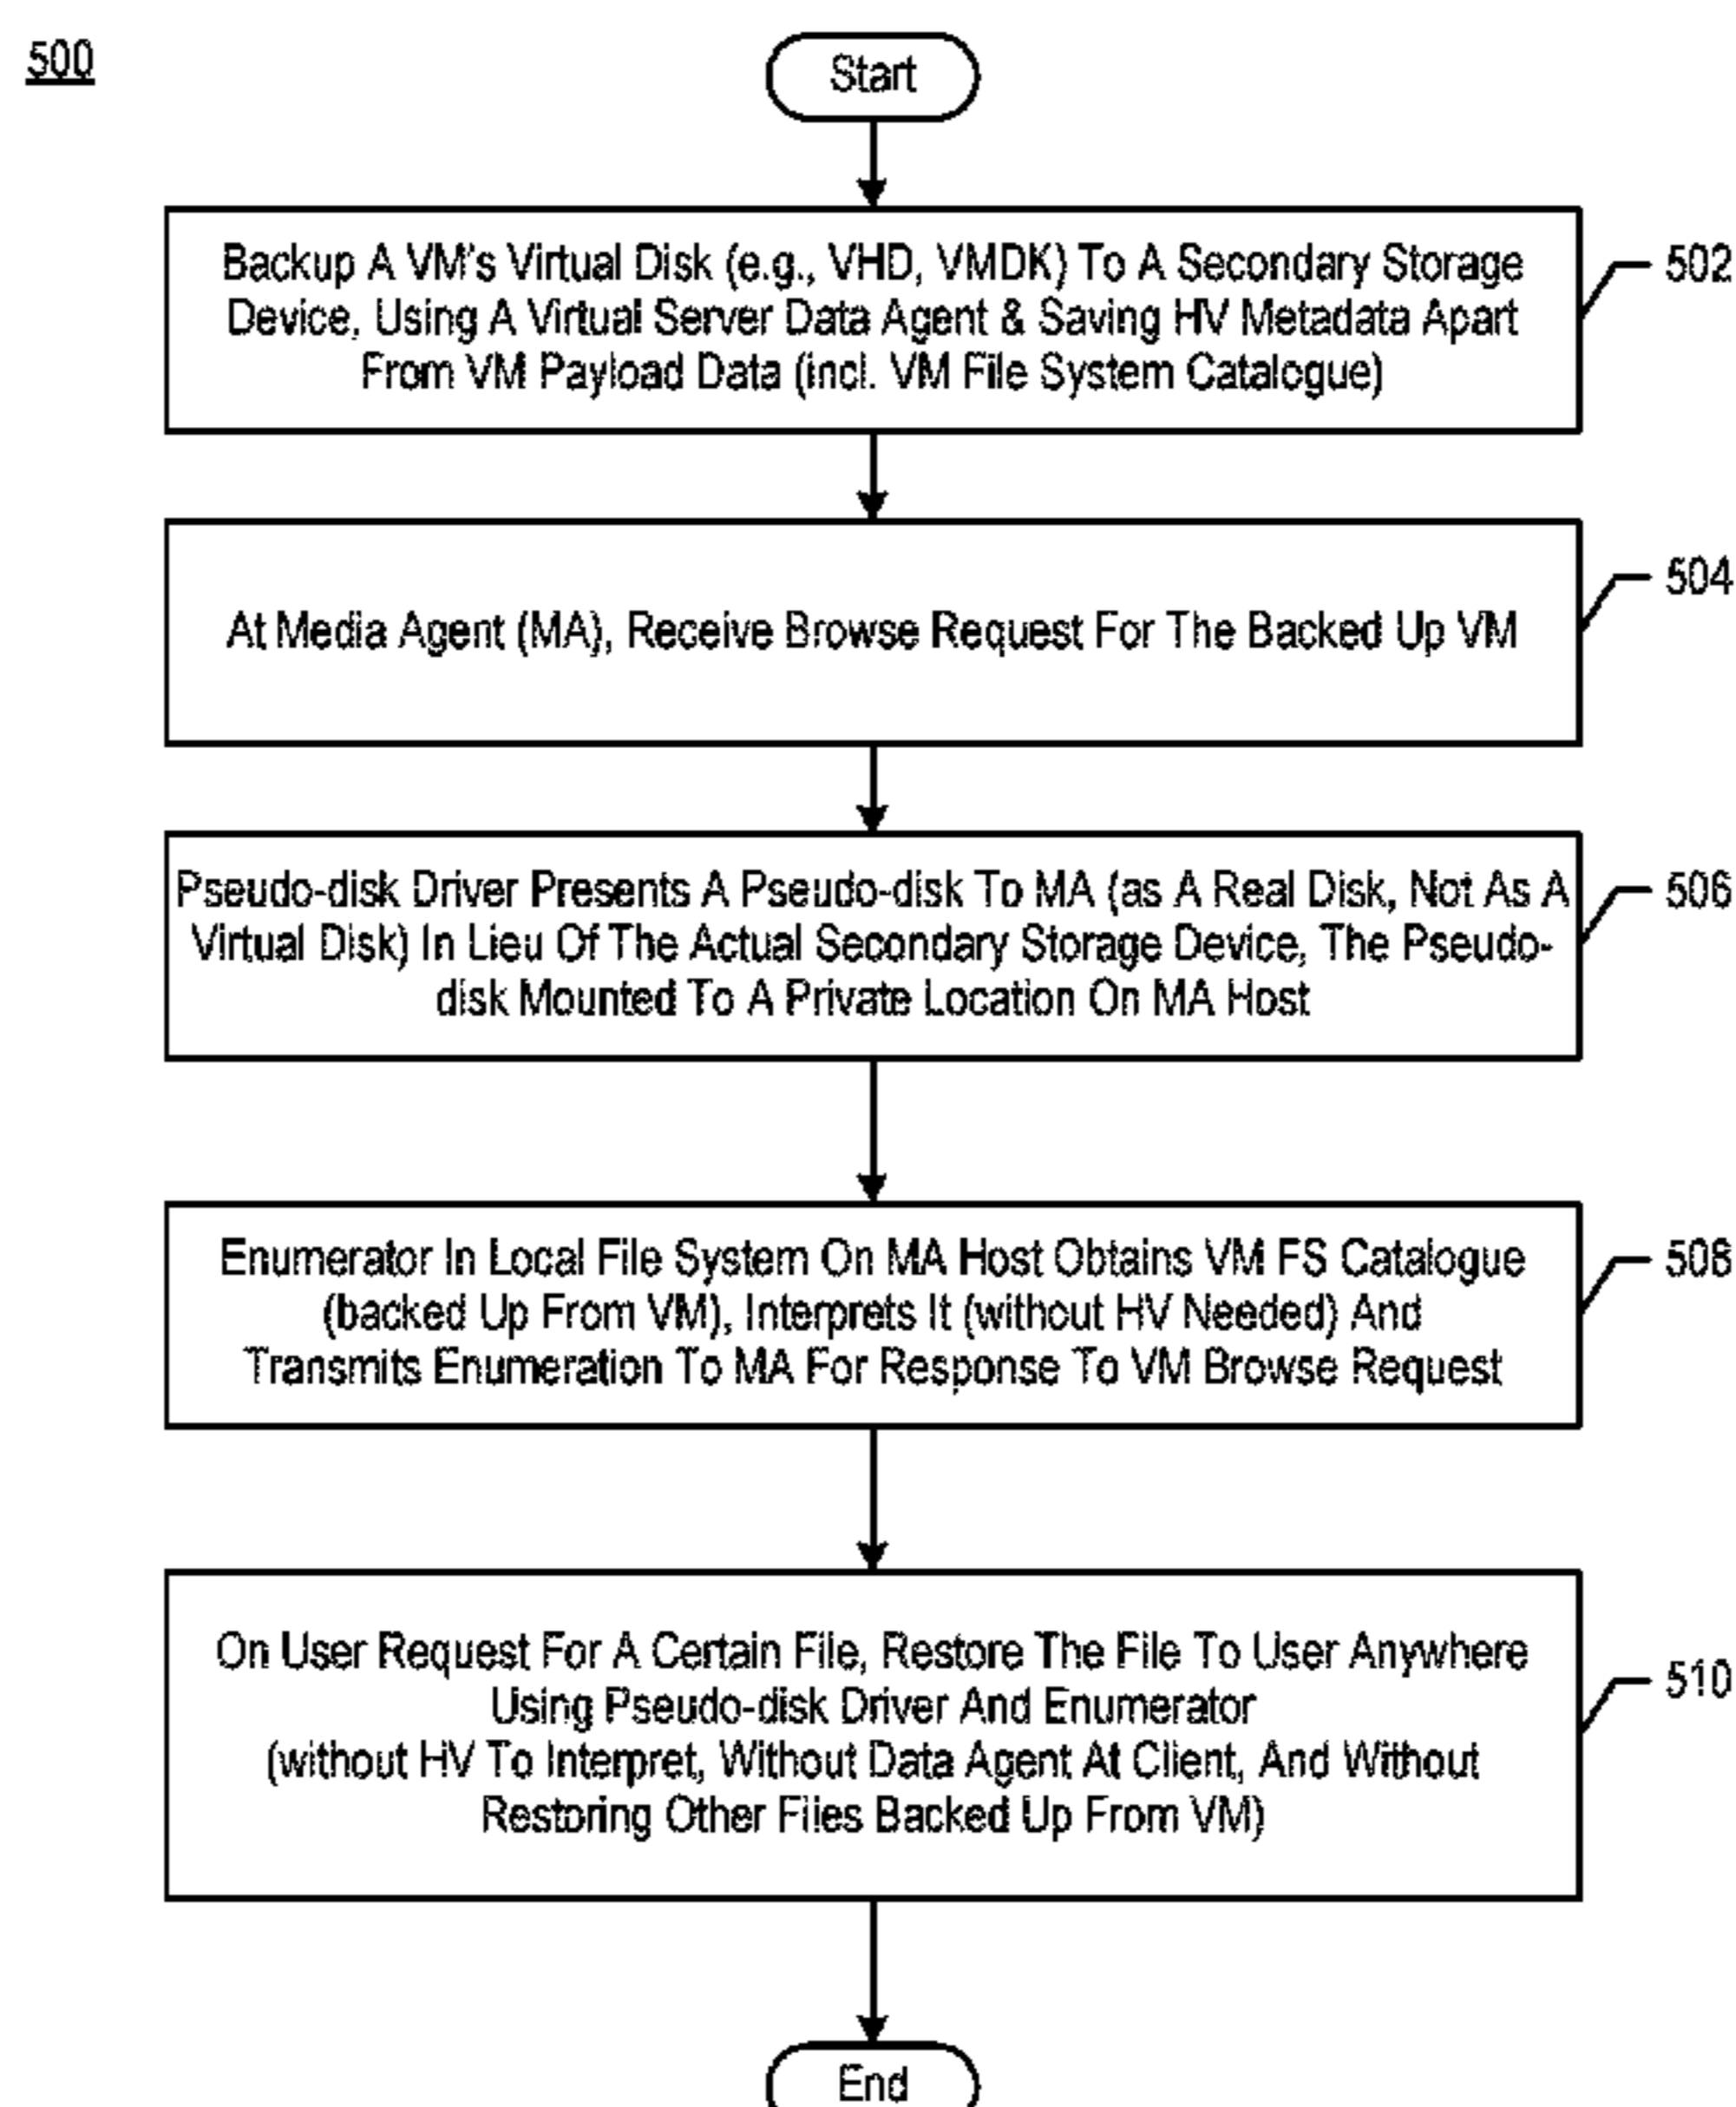 500
Start
Backup A VM's Virtual Disk (e.g., VHD, VMDK) To A Secondary Storage
Device, Using A Virtual Server Data Agent & Saving HV Metadata Apart
From VM Payload Data (incl. VM File System Catalogue)
502
At Media Agent (MA), Receive Browse Request For The Backed Up VM
504
Pseudo-disk Driver Presents A Pseudo-disk To MA (as A Real Disk, Not As A
Virtual Disk) In Lieu Of The Actual Secondary Storage Device, The Pseudo-
disk Mounted To A Private Location On MA Host
506
Enumerator In Local File System On MA Host Obtains VM FS Catalogue
(backed Up From VM), Interprets It (without HV Needed) And
Transmits Enumeration To MA For Response To VM Browse Request
508
On User Request For A Certain File, Restore The File To User Anywhere
Using Pseudo-disk Driver And Enumerator
(without HV To Interpret, Without Data Agent At Client, And Without
Restoring Other Files Backed Up From VM)
510
End